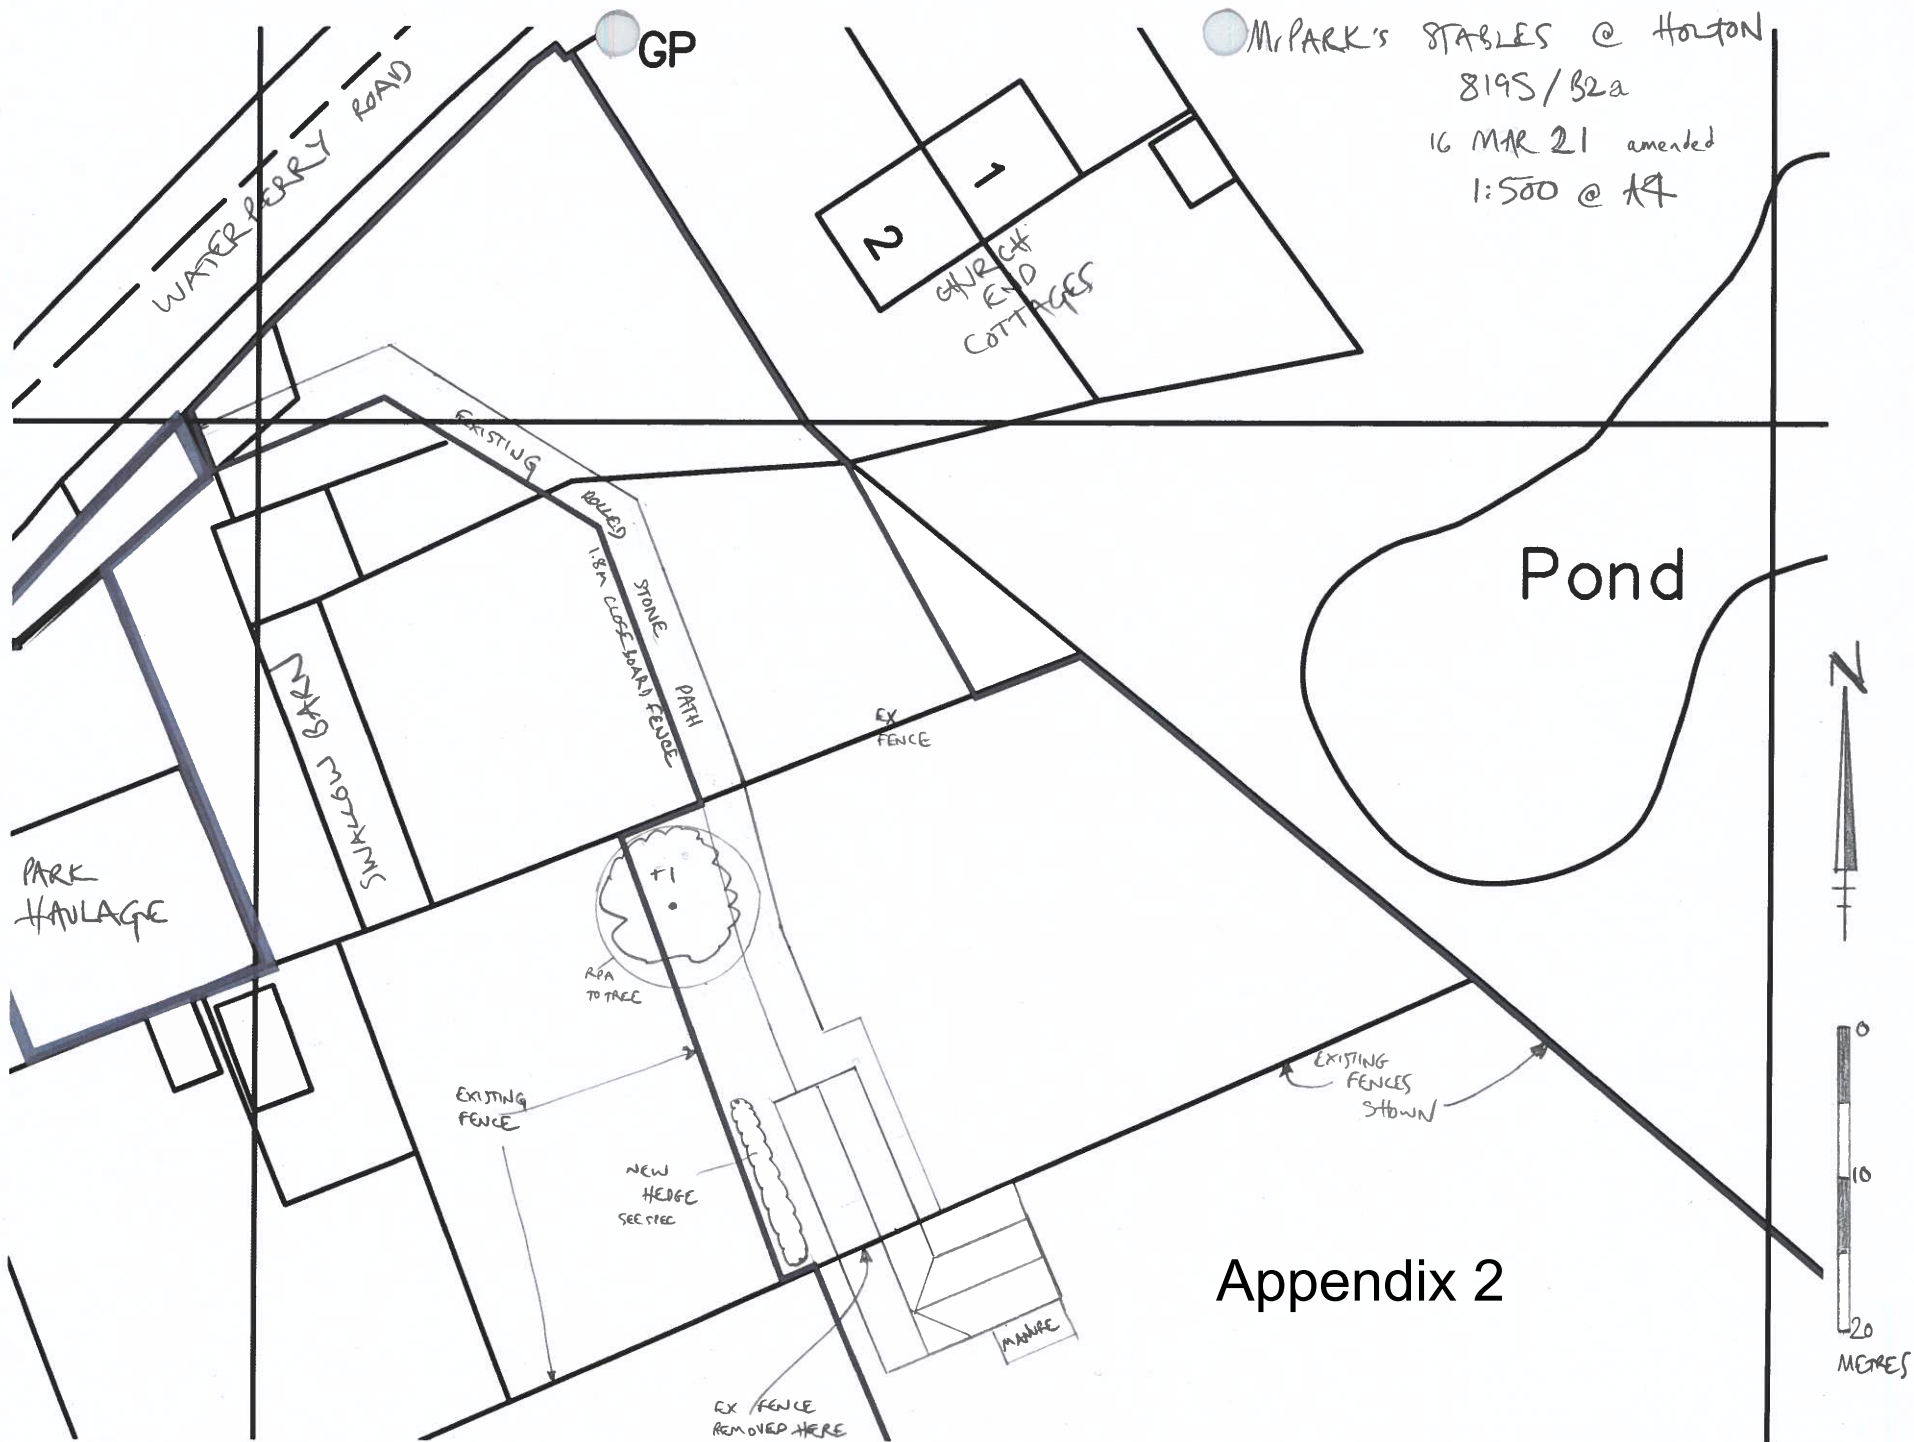 GP
Mr PARK's STABLES @ HOLTON
8195/B2a
16 MAR 21 amended
1:500 @ A4
WATERPERRY ROAD
1
2
CHURCH
END
COTTAGES
EXISTING
ROLLED
STONE
PATH
1.8M CLOSE BOARD FENCE
Pond
N
SWALLOW BARN
EX
FENCE
PARK
HAULAGE
T1
RPA
TO TREE
EXISTING
FENCE
EXISTING
FENCES
SHOWN
NEW
HEDGE
SEE SPEC
0
10
20
METRES
Appendix 2
MANURE
EX FENCE
REMOVED HERE